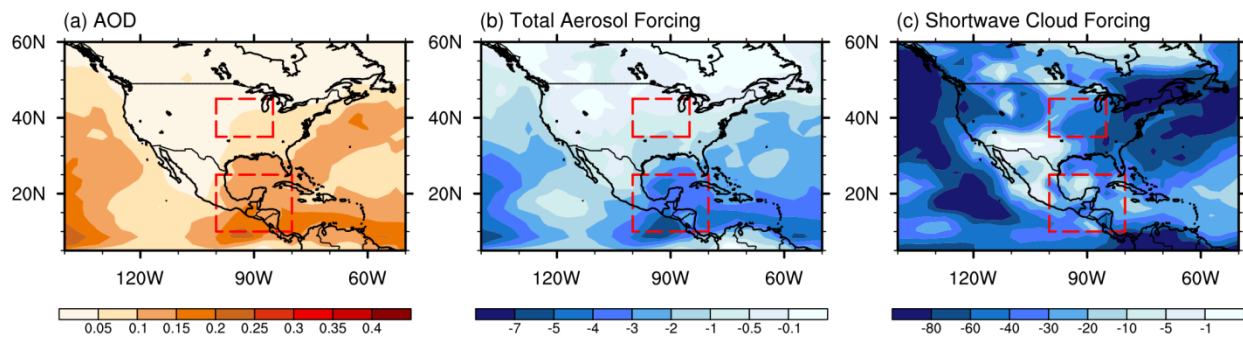 (a) AOD
(b) Total Aerosol Forcing
(c) Shortwave Cloud Forcing
60N
60N
60N
40N
40N
40N
20N
20N
20N
120W 90W 60W
120W 90W 60W
120W 90W 60W
0.05 0.1 0.15 0.2 0.25 0.3 0.35 0.4
-7 -5 -4 -3 -2 -1 -0.5 -0.1
-80 -60 -40 -30 -20 -10 -5 -1